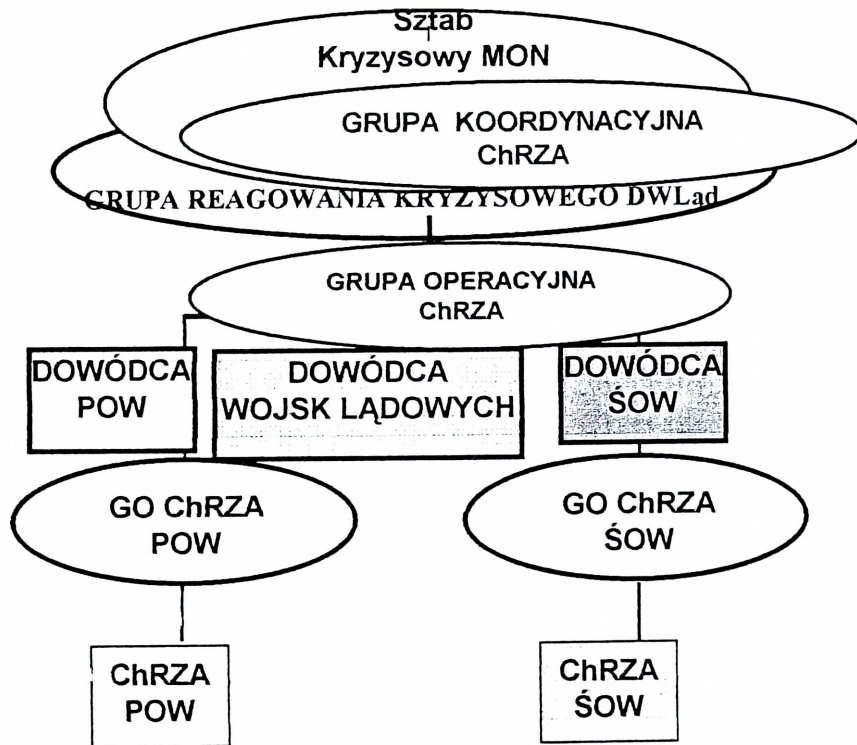 Sztab
Kryzysowy MON
GRUPA KOORDYNACYJNA
ChRZA
GRUPA REAGOWANIA KRYZYSOWEGO DWLąd
GRUPA OPERACYJNA
ChRZA
DOWÓDCA
POW
DOWÓDCA
WOJSK LĄDOWYCH
DOWÓDCA
ŚOW
GO ChRZA
POW
GO ChRZA
ŚOW
ChRZA
POW
ChRZA
ŚOW